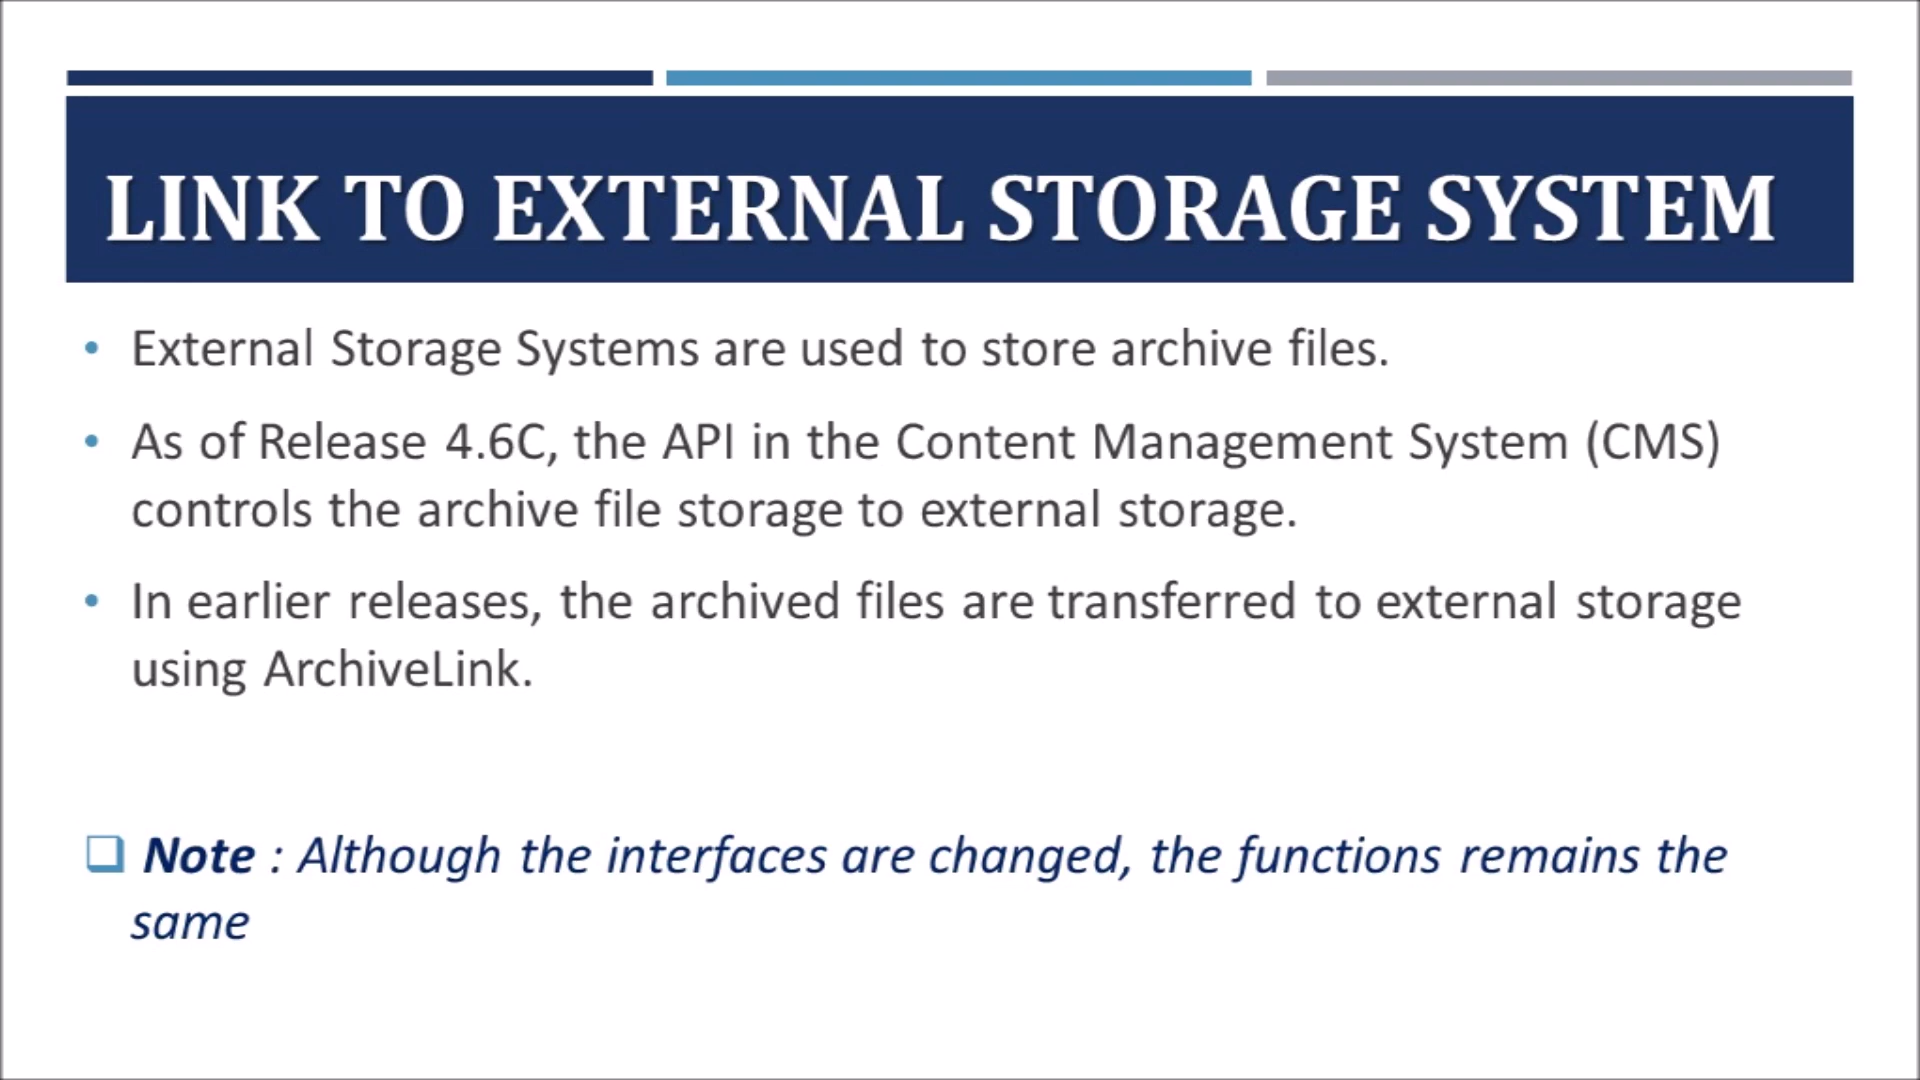 LINK TO EXTERNAL STORAGE SYSTEM
• External Storage Systems are used to store archive files.
• As of Release 4.6C, the API in the Content Management System (CMS)
controls the archive file storage to external storage.
• In earlier releases, the archived files are transferred to external storage
using ArchiveLink.
❑ Note : Although the interfaces are changed, the functions remains the
same